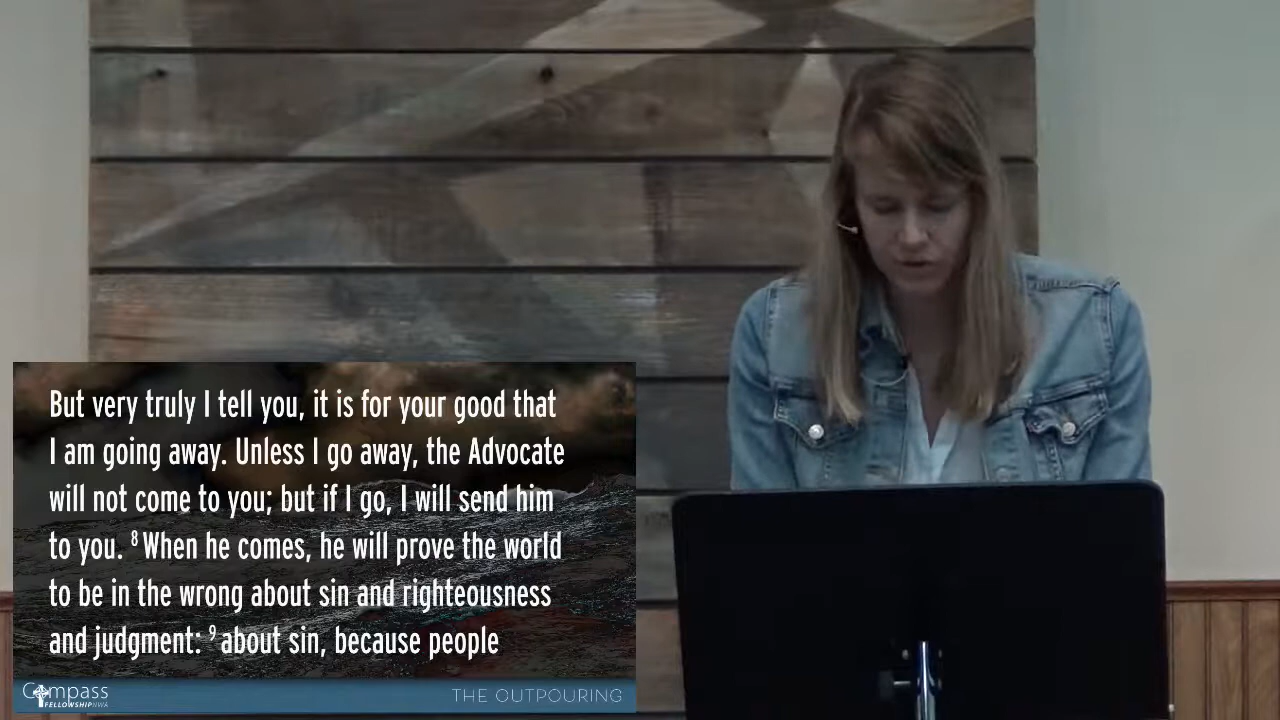 But very truly I tell you, it is for your good that
I am going away. Unless I go away, the Advocate
will not come to you; but if I go, I will send him
to you. 8 When he comes, he will prove the world
to be in the wrong about sin and righteousness
and judgment: 9 about sin, because people
Compass
FELLOWSHIPNWA
THE OUTPOURING